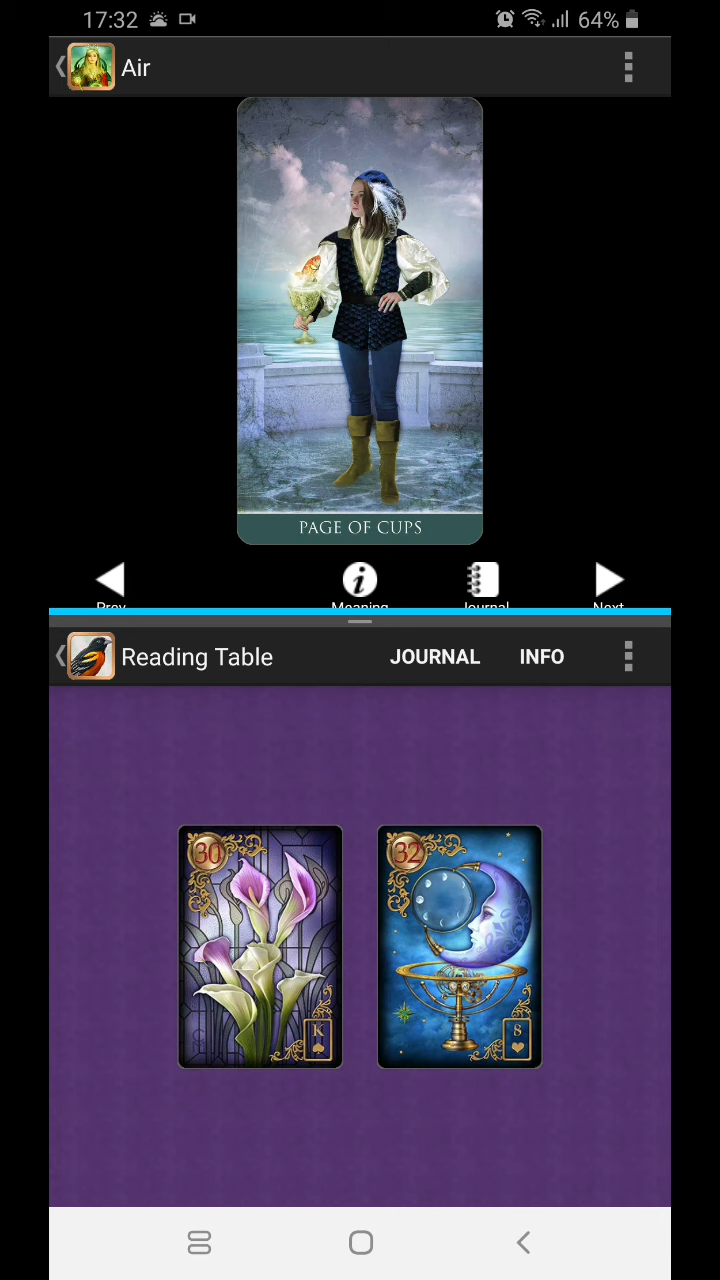 17:32 64%
Air
PAGE OF CUPS
Prev Meaning Journal Next
Reading Table JOURNAL INFO
30 32
K 8